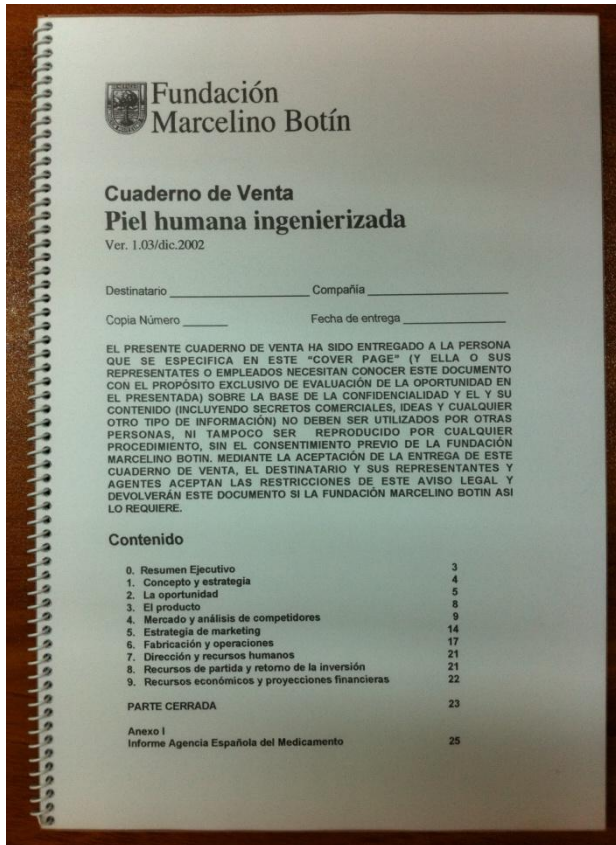 Fundación
Marcelino Botín
Cuaderno de Venta
Piel humana ingenierizada
Ver. 1.03/dic.2002
Destinatario ____________________ Compañía ____________________
Copia Número _______ Fecha de entrega ________________
EL PRESENTE CUADERNO DE VENTA HA SIDO ENTREGADO A LA PERSONA
QUE SE ESPECIFICA EN ESTE "COVER PAGE" (Y ELLA O SUS
REPRESENTATES O EMPLEADOS NECESITAN CONOCER ESTE DOCUMENTO
CON EL PROPÓSITO EXCLUSIVO DE EVALUACIÓN DE LA OPORTUNIDAD EN
EL PRESENTADA) SOBRE LA BASE DE LA CONFIDENCIALIDAD Y EL Y SU
CONTENIDO (INCLUYENDO SECRETOS COMERCIALES, IDEAS Y CUALQUIER
OTRO TIPO DE INFORMACIÓN) NO DEBEN SER UTILIZADOS POR OTRAS
PERSONAS, NI TAMPOCO SER REPRODUCIDO POR CUALQUIER
PROCEDIMIENTO, SIN EL CONSENTIMIENTO PREVIO DE LA FUNDACIÓN
MARCELINO BOTIN. MEDIANTE LA ACEPTACIÓN DE LA ENTREGA DE ESTE
CUADERNO DE VENTA, EL DESTINATARIO Y SUS REPRESENTANTES Y
AGENTES ACEPTAN LAS RESTRICCIONES DE ESTE AVISO LEGAL Y
DEVOLVERÁN ESTE DOCUMENTO SI LA FUNDACIÓN MARCELINO BOTIN ASI
LO REQUIERE.
Contenido
0. Resumen Ejecutivo 3
1. Concepto y estrategia 4
2. La oportunidad 5
3. El producto 8
4. Mercado y análisis de competidores 9
5. Estrategia de marketing 14
6. Fabricación y operaciones 17
7. Dirección y recursos humanos 21
8. Recursos de partida y retorno de la inversión 21
9. Recursos económicos y proyecciones financieras 22
PARTE CERRADA 23
Anexo I
Informe Agencia Española del Medicamento 25